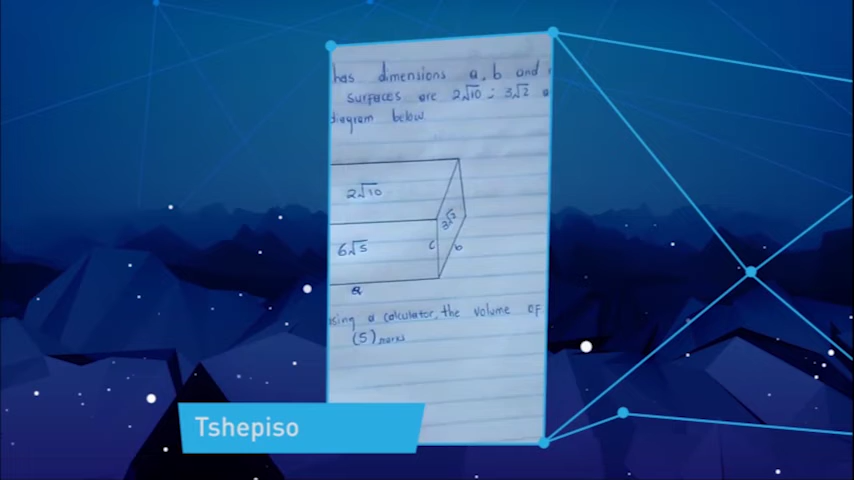 has dimensions a, b and
surfaces are 2√10 ; 3√2
diagram below
2√10
3√2
6√5
c
b
a
using a calculator, the volume of
(5) marks
Tshepiso